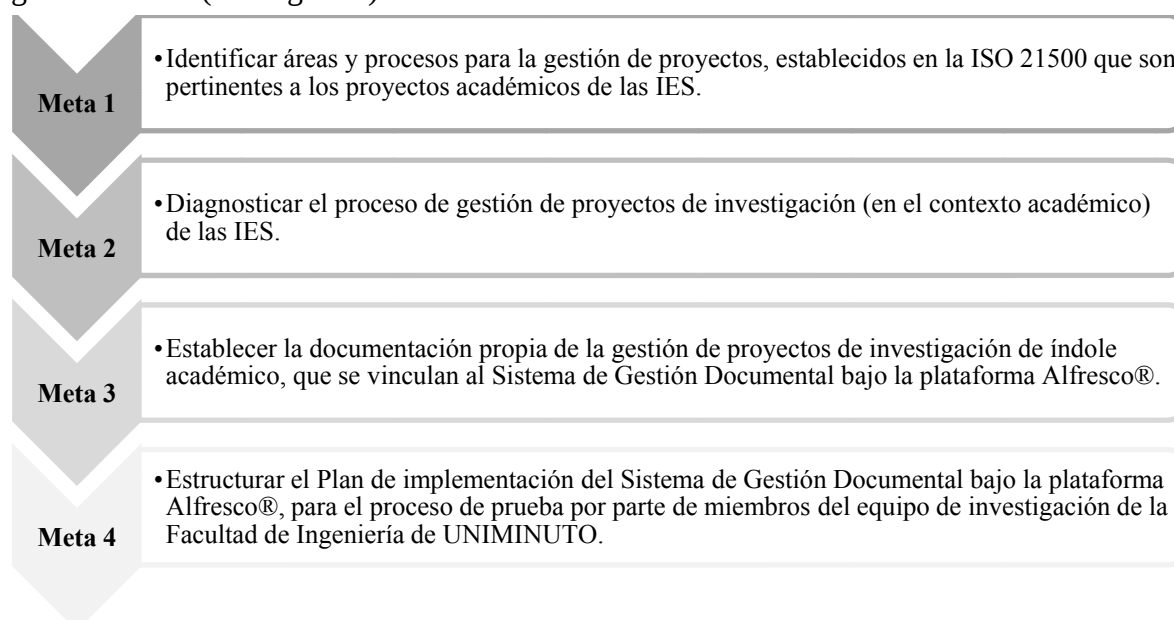 Meta 1
•Identificar áreas y procesos para la gestión de proyectos, establecidos en la ISO 21500 que son
pertinentes a los proyectos académicos de las IES.
Meta 2
•Diagnosticar el proceso de gestión de proyectos de investigación (en el contexto académico)
de las IES.
Meta 3
•Establecer la documentación propia de la gestión de proyectos de investigación de índole
académico, que se vinculan al Sistema de Gestión Documental bajo la plataforma Alfresco®.
Meta 4
•Estructurar el Plan de implementación del Sistema de Gestión Documental bajo la plataforma
Alfresco®, para el proceso de prueba por parte de miembros del equipo de investigación de la
Facultad de Ingeniería de UNIMINUTO.